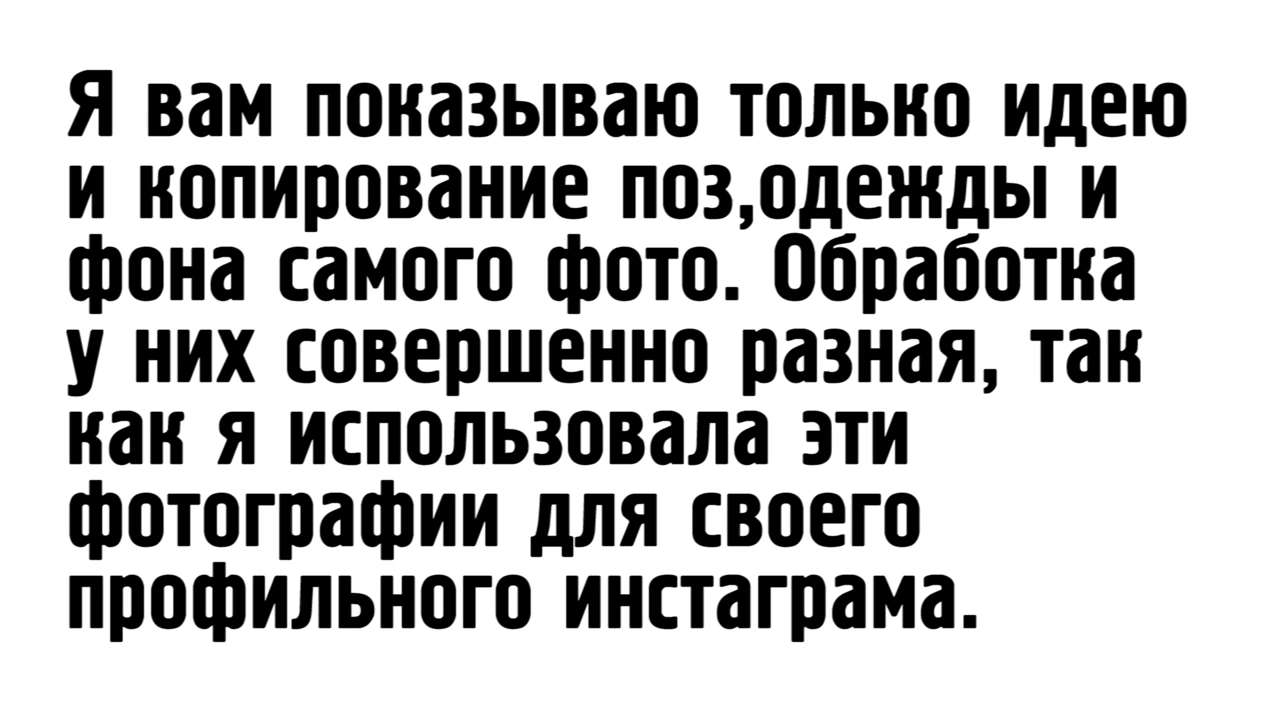 Я вам показываю только идею
и копирование поз,одежды и
фона самого фото. Обработка
у них совершенно разная, так
как я использовала эти
фотографии для своего
профильного инстаграма.